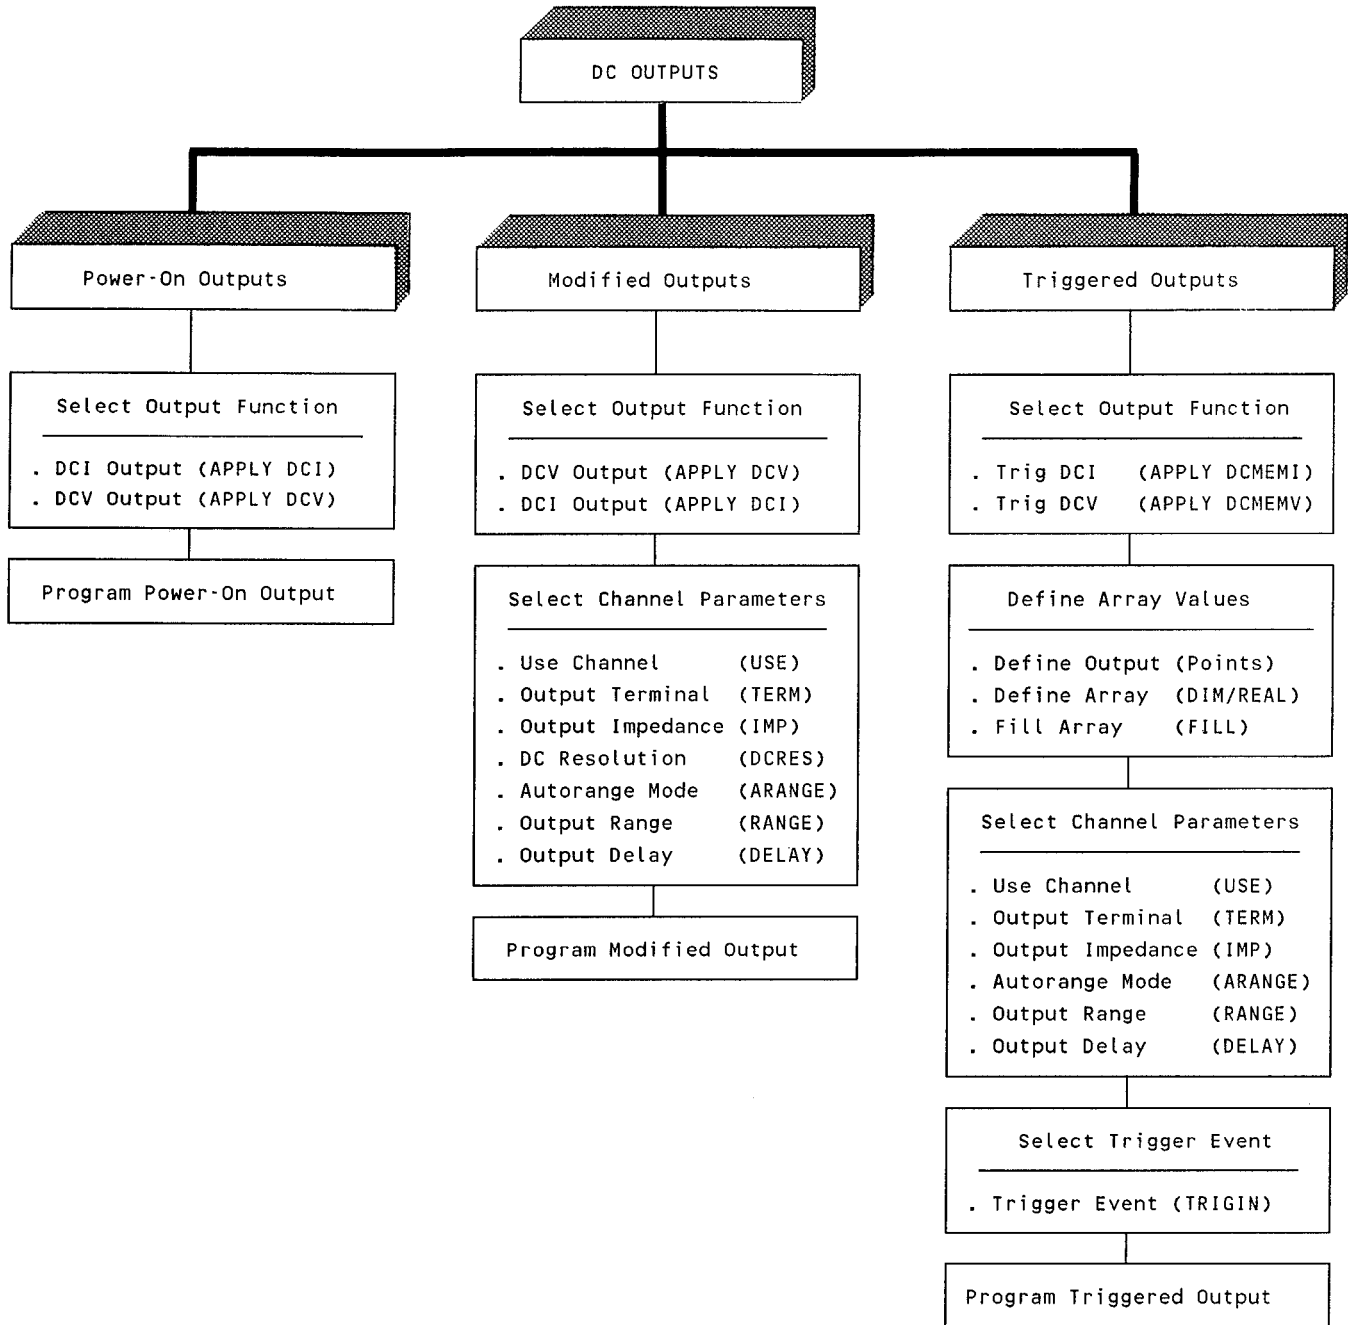 DC OUTPUTS
Power-On Outputs
Select Output Function
. DCI Output (APPLY DCI)
. DCV Output (APPLY DCV)
Program Power-On Output
Modified Outputs
Select Output Function
. DCV Output (APPLY DCV)
. DCI Output (APPLY DCI)
Select Channel Parameters
. Use Channel (USE)
. Output Terminal (TERM)
. Output Impedance (IMP)
. DC Resolution (DCRES)
. Autorange Mode (ARANGE)
. Output Range (RANGE)
. Output Delay (DELAY)
Program Modified Output
Triggered Outputs
Select Output Function
. Trig DCI (APPLY DCMEMI)
. Trig DCV (APPLY DCMEMV)
Define Array Values
. Define Output (Points)
. Define Array (DIM/REAL)
. Fill Array (FILL)
Select Channel Parameters
. Use Channel (USE)
. Output Terminal (TERM)
. Output Impedance (IMP)
. Autorange Mode (ARANGE)
. Output Range (RANGE)
. Output Delay (DELAY)
Select Trigger Event
. Trigger Event (TRIGIN)
Program Triggered Output